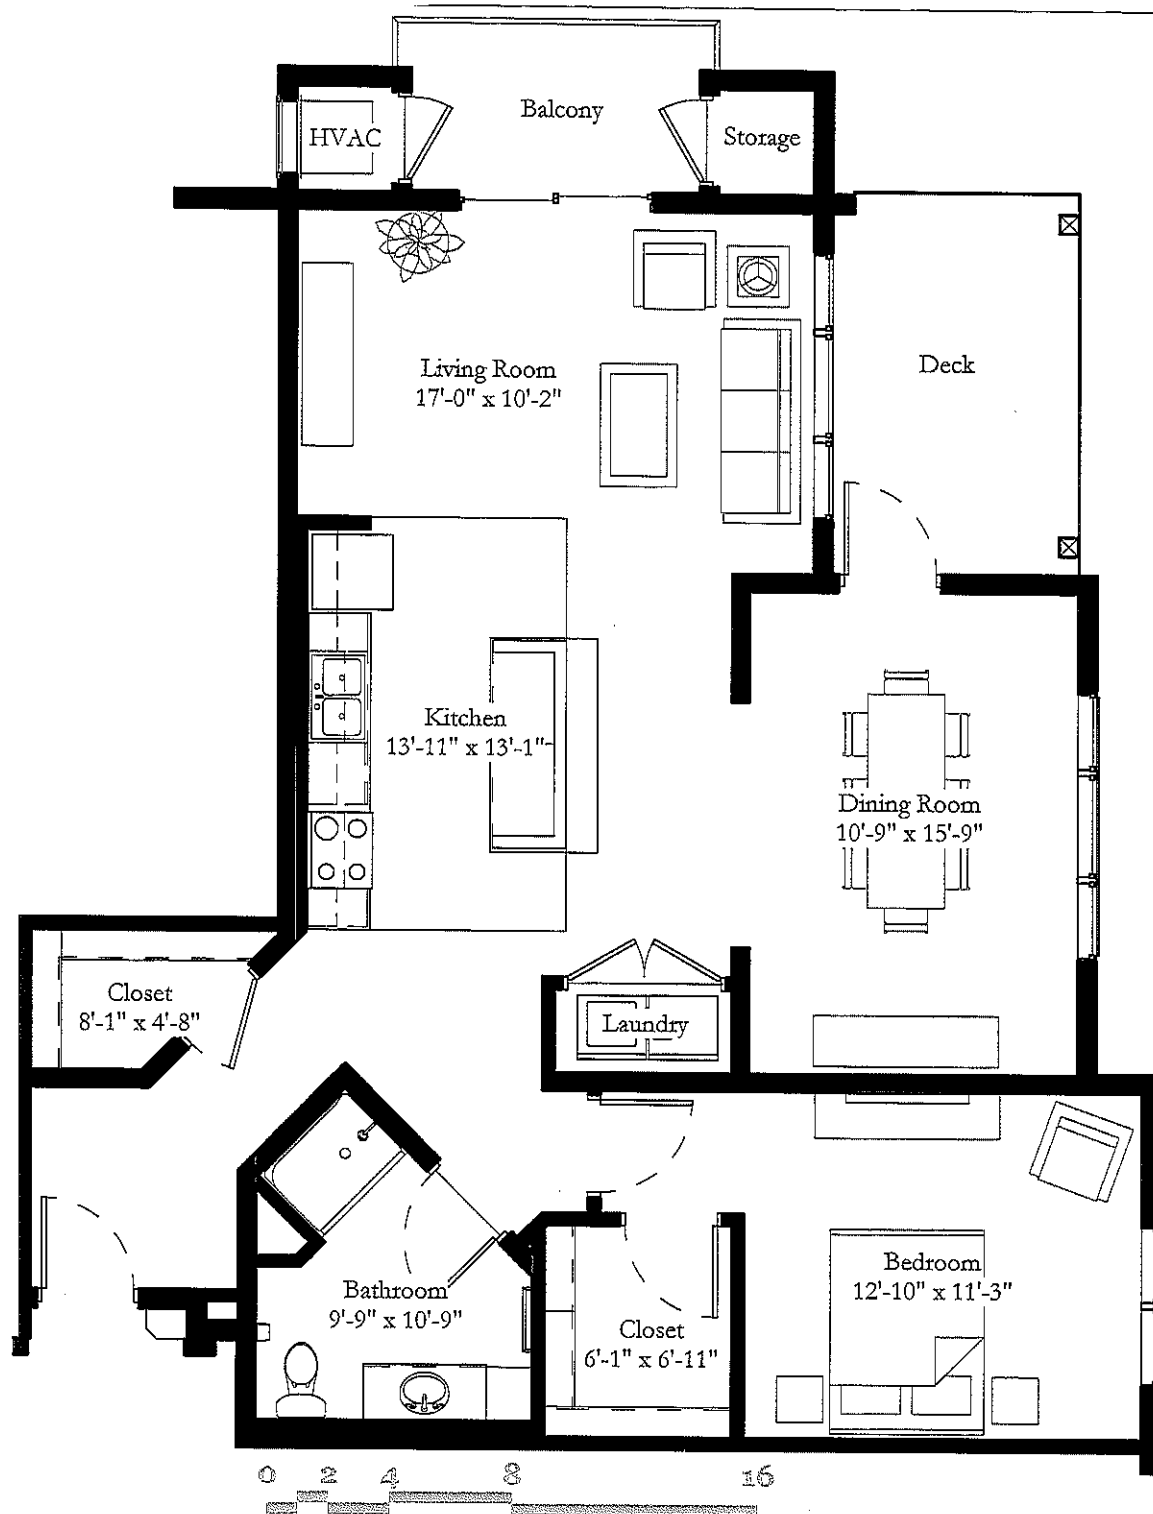 Balcony
HVAC
Storage
Living Room
17'-0" x 10'-2"
Deck
Kitchen
13'-11" x 13'-1"
Dining Room
10'-9" x 15'-9"
Closet
8'-1" x 4'-8"
Laundry
Bedroom
12'-10" x 11'-3"
Bathroom
9'-9" x 10'-9"
Closet
6'-1" x 6'-11"
0 2 4 8 16